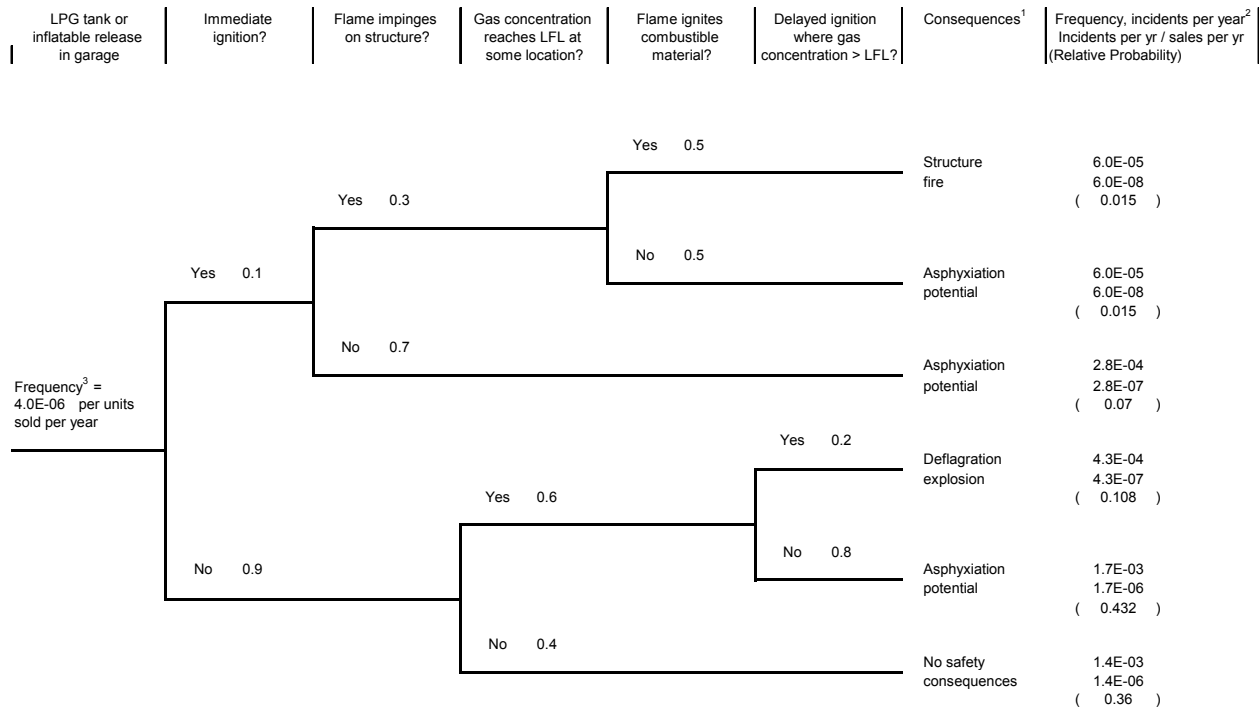 LPG tank or
inflatable release
in garage
Immediate
ignition?
Flame impinges
on structure?
Gas concentration
reaches LFL at
some location?
Flame ignites
combustible
material?
Delayed ignition
where gas
concentration > LFL?
Consequences¹
Frequency, incidents per year²
Incidents per yr / sales per yr
(Relative Probability)
Yes 0.5
Structure
fire
6.0E-05
6.0E-08
( 0.015 )
Yes 0.3
No 0.5
Yes 0.1
Asphyxiation
potential
6.0E-05
6.0E-08
( 0.015 )
No 0.7
Asphyxiation
potential
2.8E-04
2.8E-07
( 0.07 )
Frequency³ =
4.0E-06 per units
sold per year
Yes 0.2
Deflagration
explosion
4.3E-04
4.3E-07
( 0.108 )
Yes 0.6
No 0.8
No 0.9
Asphyxiation
potential
1.7E-03
1.7E-06
( 0.432 )
No 0.4
No safety
consequences
1.4E-03
1.4E-06
( 0.36 )